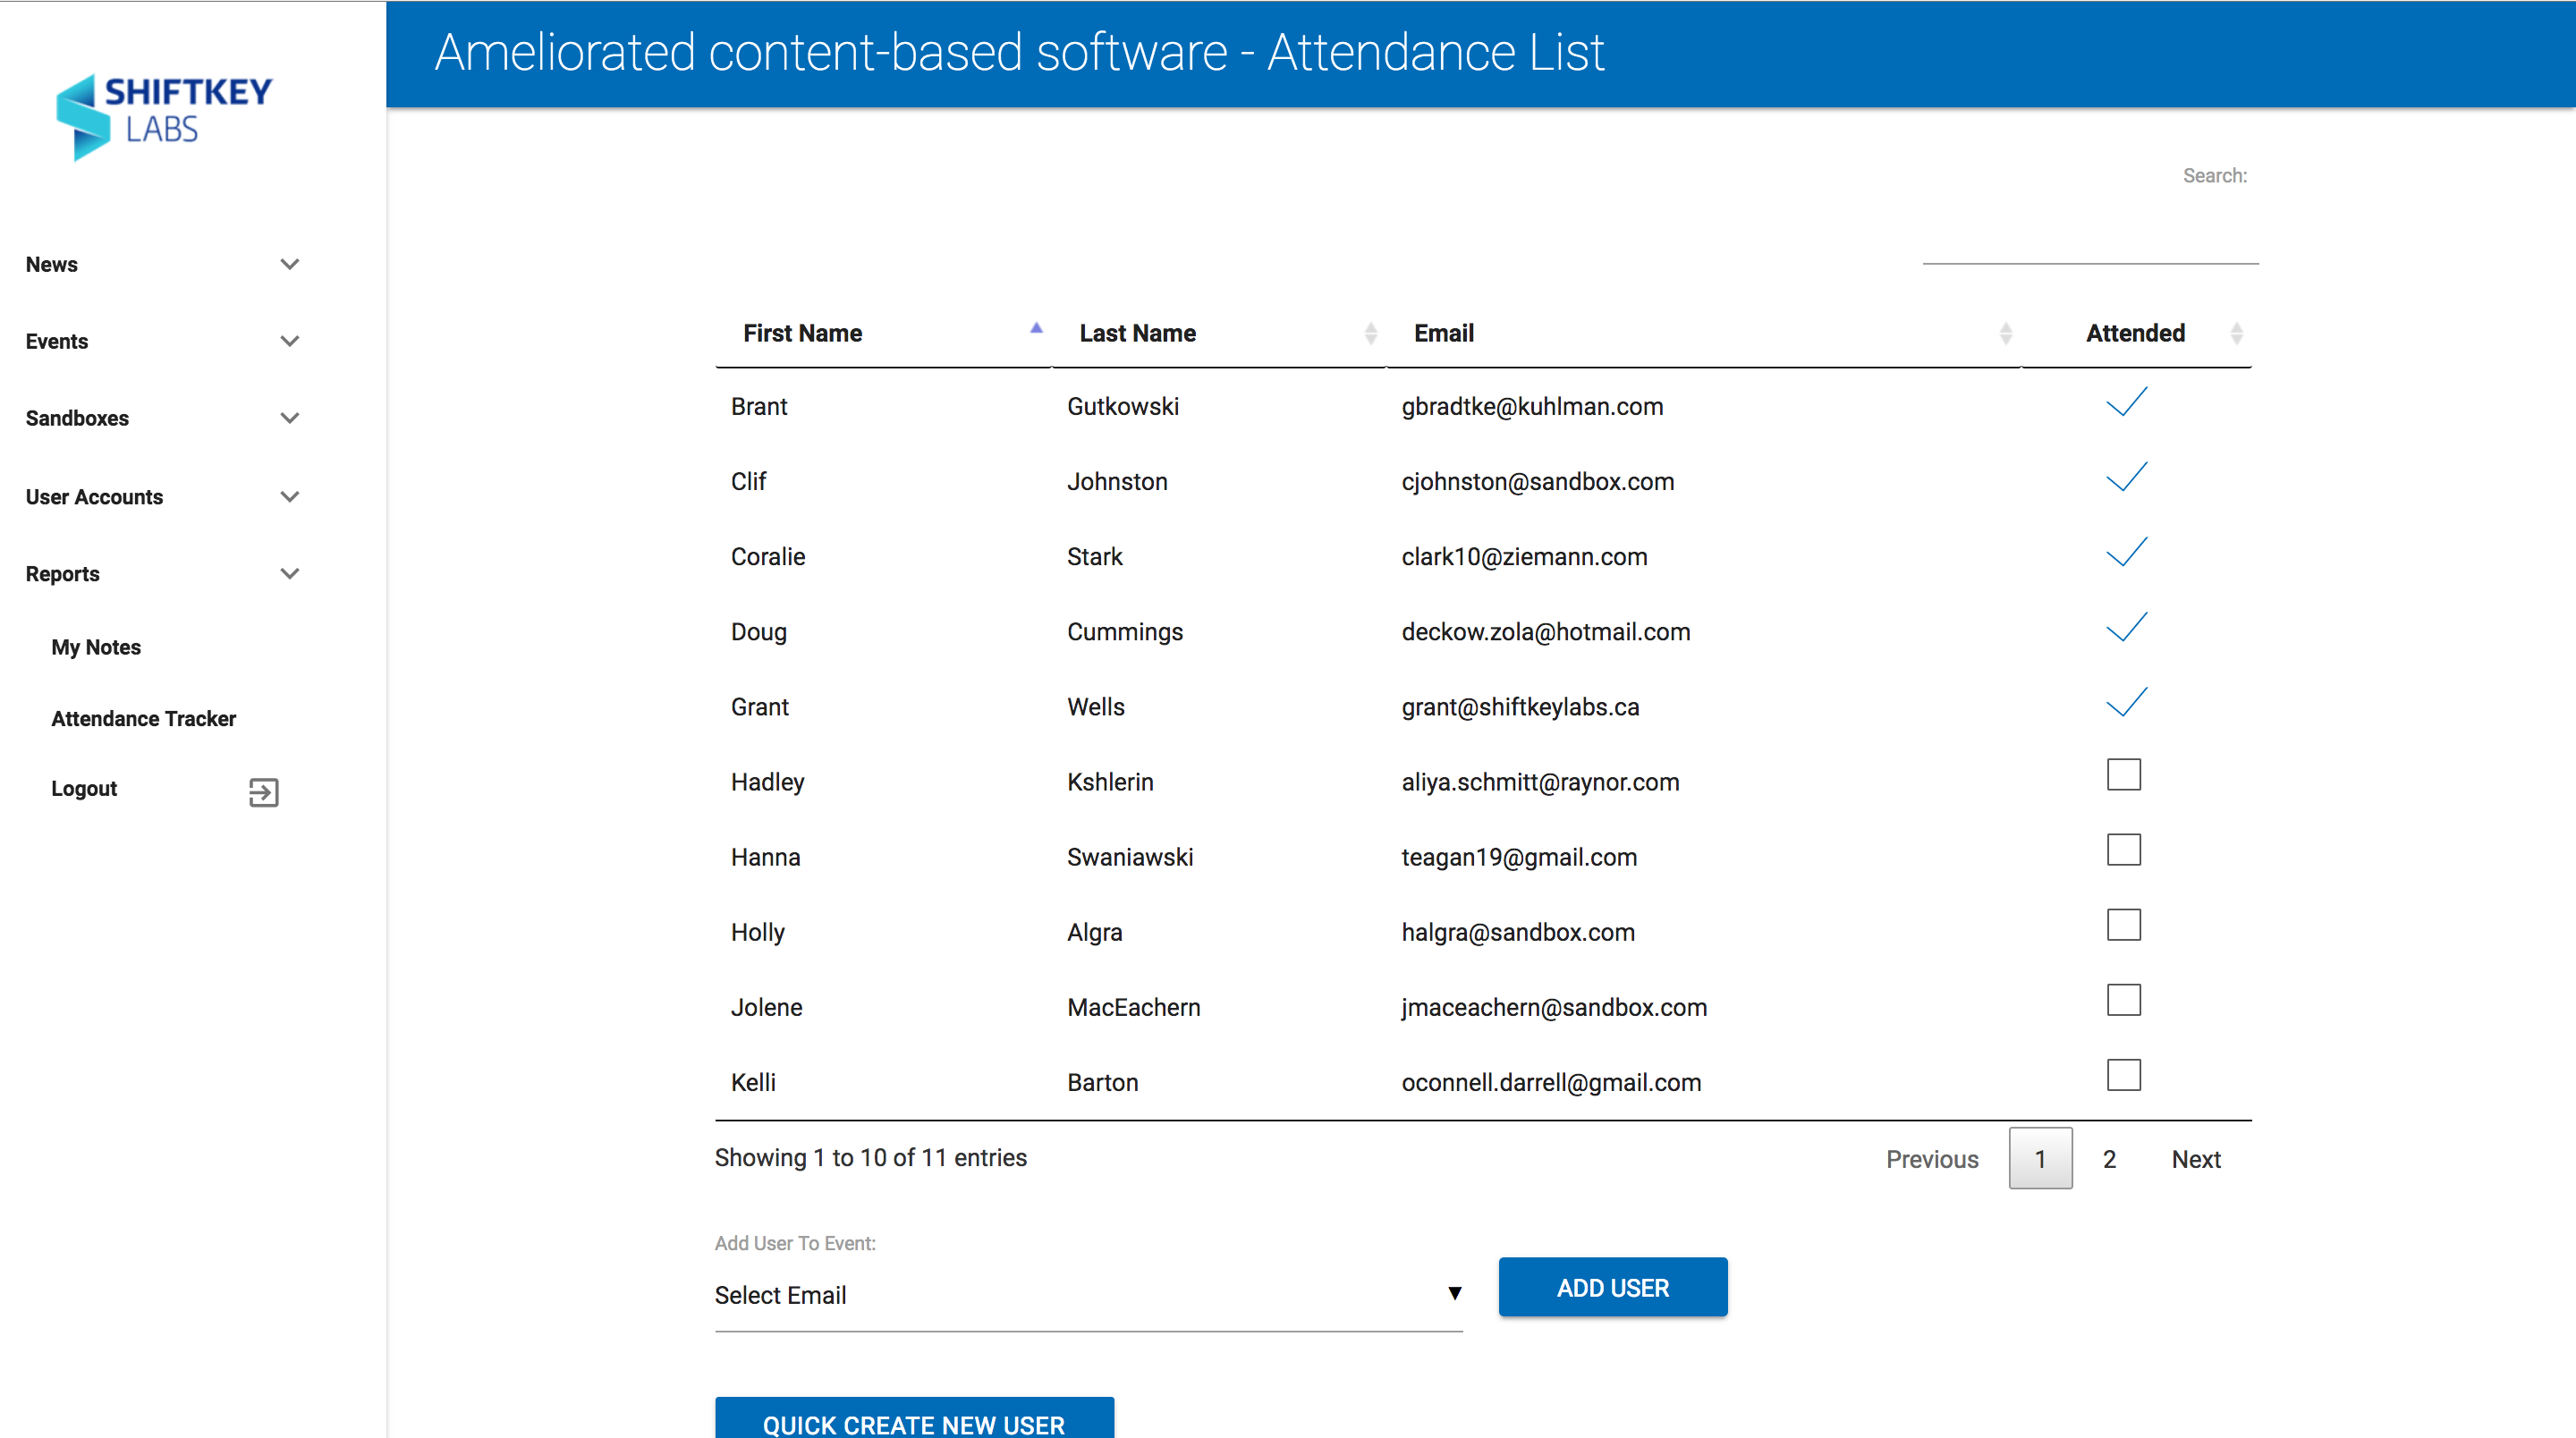 SHIFTKEY
LABS
Ameliorated content-based software - Attendance List
News
Events
Sandboxes
User Accounts
Reports
My Notes
Attendance Tracker
Logout
Search:
First Name Last Name Email Attended
Brant Gutkowski gbradtke@kuhlman.com
Clif Johnston cjohnston@sandbox.com
Coralie Stark clark10@ziemann.com
Doug Cummings deckow.zola@hotmail.com
Grant Wells grant@shiftkeylabs.ca
Hadley Kshlerin aliya.schmitt@raynor.com
Hanna Swaniawski teagan19@gmail.com
Holly Algra halgra@sandbox.com
Jolene MacEachern jmaceachern@sandbox.com
Kelli Barton oconnell.darrell@gmail.com
Showing 1 to 10 of 11 entries Previous 1 2 Next
Add User To Event:
Select Email ADD USER
QUICK CREATE NEW USER